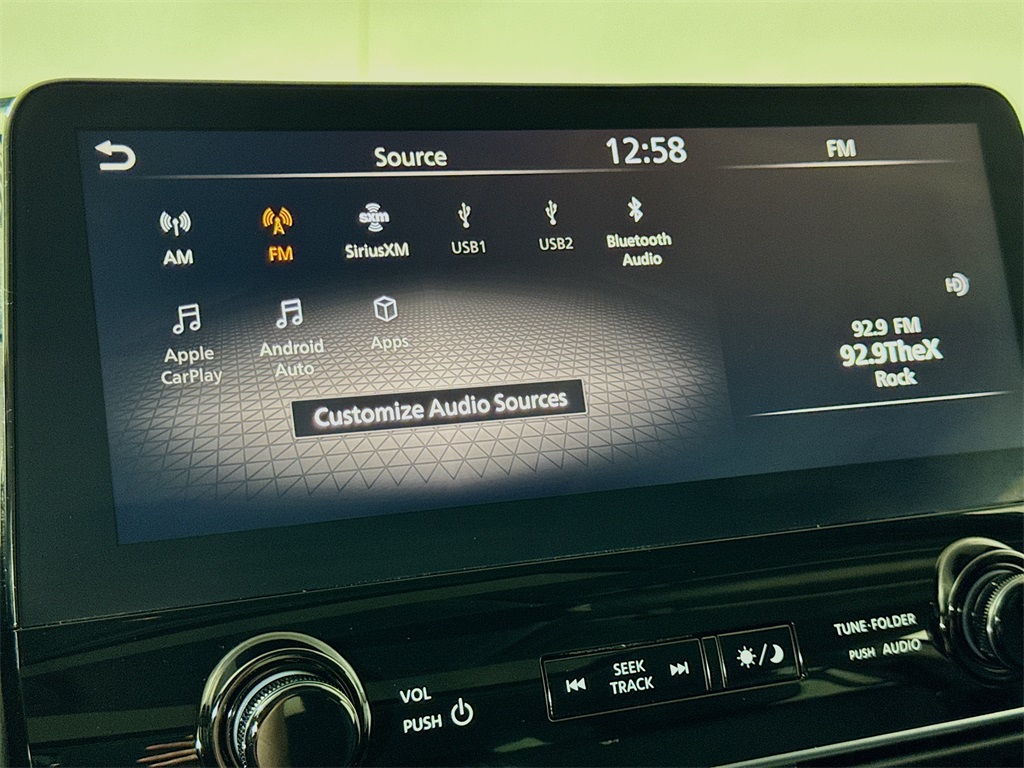 Source
12:58
FM
AM
FM
sxm
SiriusXM
USB1
USB2
Bluetooth
Audio
Apple
CarPlay
Android
Auto
Apps
Customize Audio Sources
HD
92.9 FM
92.9TheX
Rock
VOL
PUSH
SEEK
TRACK
TUNE·FOLDER
PUSH AUDIO